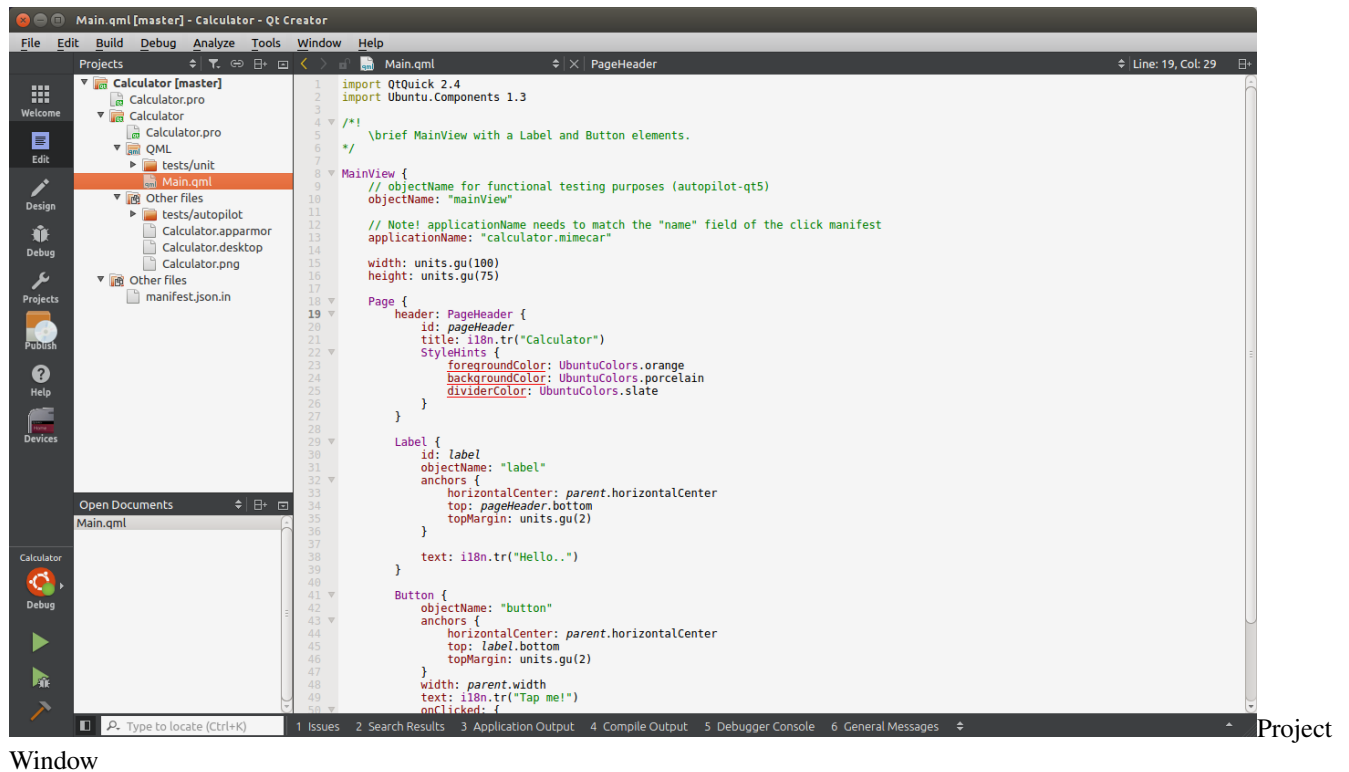 Main.qml [master] - Calculator - Qt Creator
File Edit Build Debug Analyze Tools Window Help
Projects Main.qml PageHeader Line: 19, Col: 29
Welcome
Edit
Design
Debug
Projects
Publish
Help
Devices
Calculator
Debug
Calculator [master]
Calculator.pro
Calculator
Calculator.pro
QML
tests/unit
Main.qml
Other files
tests/autopilot
Calculator.apparmor
Calculator.desktop
Calculator.png
Other files
manifest.json.in
Open Documents
Main.qml
1 import QtQuick 2.4
2 import Ubuntu.Components 1.3
3
4 /*!
5 \brief MainView with a Label and Button elements.
6 */
7
8 MainView {
9 // objectName for functional testing purposes (autopilot-qt5)
10 objectName: "mainView"
11
12 // Note! applicationName needs to match the "name" field of the click manifest
13 applicationName: "calculator.mimecar"
14
15 width: units.gu(100)
16 height: units.gu(75)
17
18 Page {
19 header: PageHeader {
20 id: pageHeader
21 title: i18n.tr("Calculator")
22 StyleHints {
23 foregroundColor: UbuntuColors.orange
24 backgroundColor: UbuntuColors.porcelain
25 dividerColor: UbuntuColors.slate
26 }
27 }
28
29 Label {
30 id: label
31 objectName: "label"
32 anchors {
33 horizontalCenter: parent.horizontalCenter
34 top: pageHeader.bottom
35 topMargin: units.gu(2)
36 }
37
38 text: i18n.tr("Hello..")
39 }
40
41 Button {
42 objectName: "button"
43 anchors {
44 horizontalCenter: parent.horizontalCenter
45 top: label.bottom
46 topMargin: units.gu(2)
47 }
48 width: parent.width
49 text: i18n.tr("Tap me!")
50 onClicked: {
Type to locate (Ctrl+K) 1 Issues 2 Search Results 3 Application Output 4 Compile Output 5 Debugger Console 6 General Messages
Project
Window